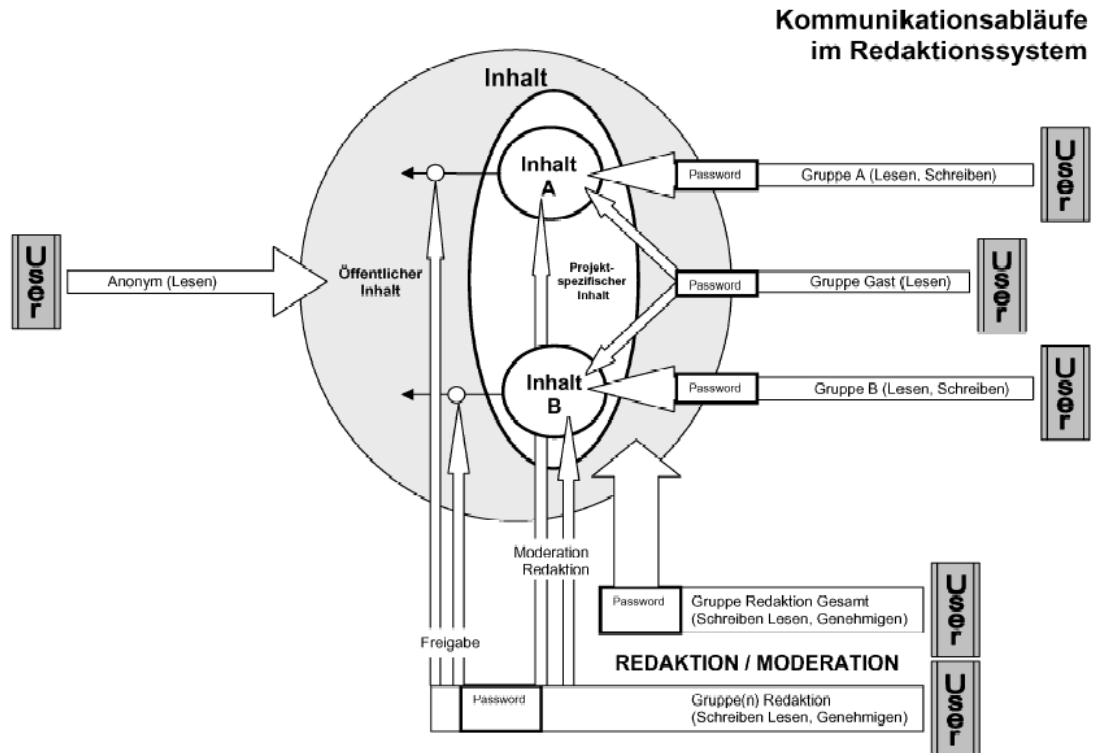 Kommunikationsabläufe
im Redaktionssystem
Inhalt
Inhalt
A
Password
Gruppe A (Lesen, Schreiben)
User
User
Anonym (Lesen)
Öffentlicher
Inhalt
Projekt-
spezifischer
Inhalt
Password
Gruppe Gast (Lesen)
User
Inhalt
B
Password
Gruppe B (Lesen, Schreiben)
User
Moderation
Redaktion
Password
Gruppe Redaktion Gesamt
(Schreiben Lesen, Genehmigen)
User
Freigabe
REDAKTION / MODERATION
Password
Gruppe(n) Redaktion
(Schreiben Lesen, Genehmigen)
User